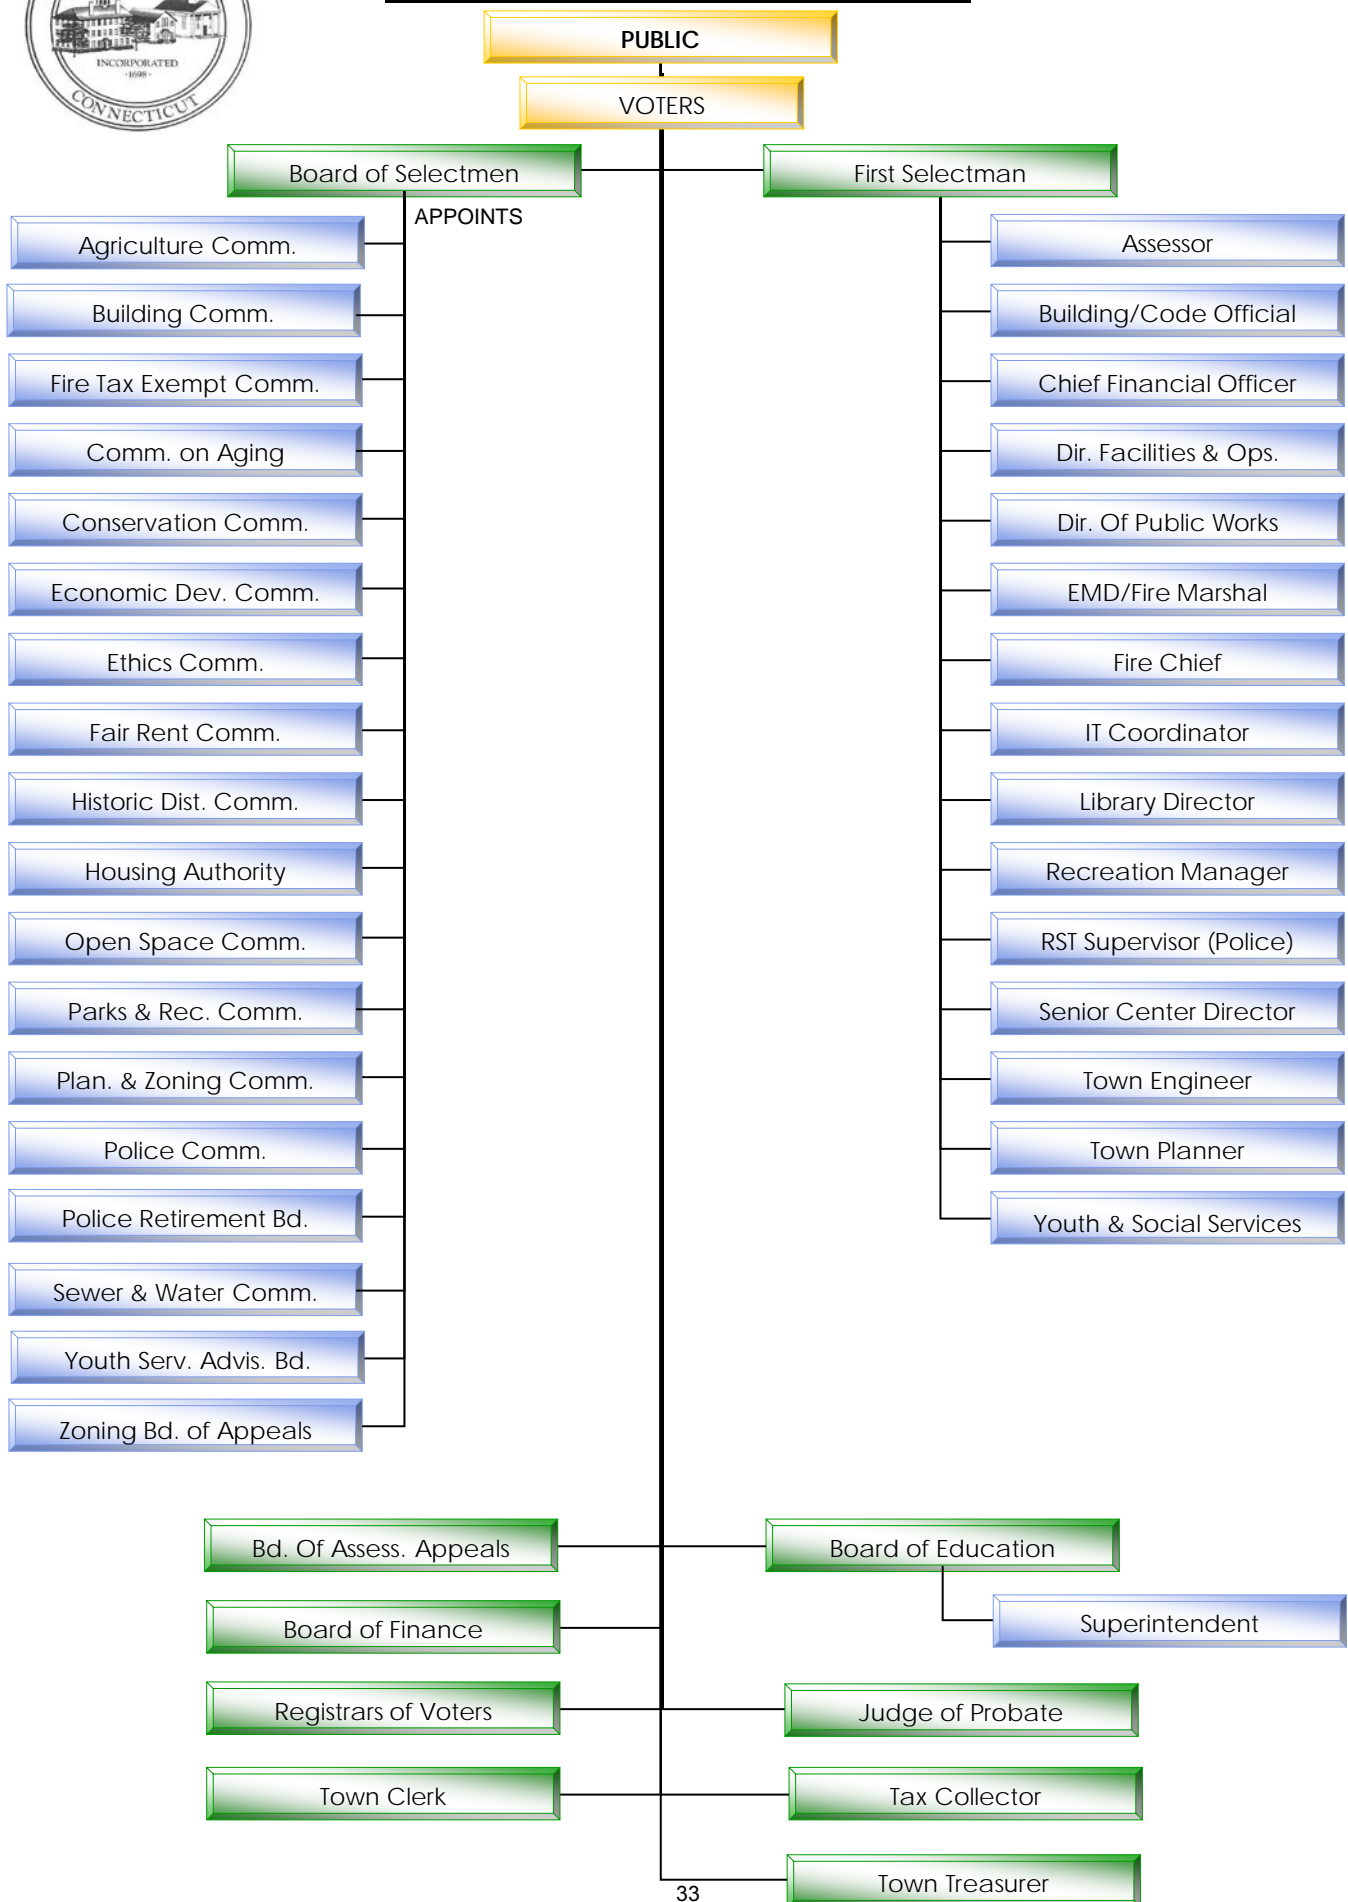 INCORPORATED
·1698·
CONNECTICUT
PUBLIC
VOTERS
Board of Selectmen
First Selectman
APPOINTS
Agriculture Comm.
Building Comm.
Fire Tax Exempt Comm.
Comm. on Aging
Conservation Comm.
Economic Dev. Comm.
Ethics Comm.
Fair Rent Comm.
Historic Dist. Comm.
Housing Authority
Open Space Comm.
Parks & Rec. Comm.
Plan. & Zoning Comm.
Police Comm.
Police Retirement Bd.
Sewer & Water Comm.
Youth Serv. Advis. Bd.
Zoning Bd. of Appeals
Assessor
Building/Code Official
Chief Financial Officer
Dir. Facilities & Ops.
Dir. Of Public Works
EMD/Fire Marshal
Fire Chief
IT Coordinator
Library Director
Recreation Manager
RST Supervisor (Police)
Senior Center Director
Town Engineer
Town Planner
Youth & Social Services
Bd. Of Assess. Appeals
Board of Education
Board of Finance
Superintendent
Registrars of Voters
Judge of Probate
Town Clerk
Tax Collector
Town Treasurer
33